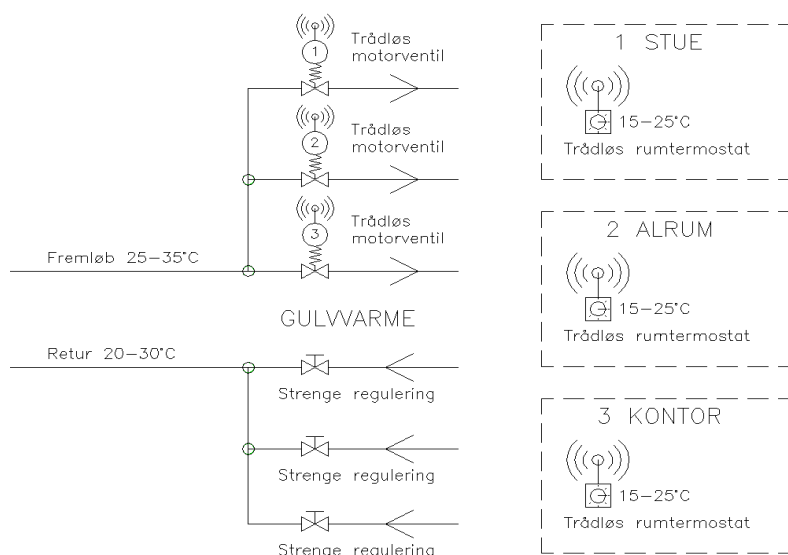 1
Trådløs
motorventil
2
Trådløs
motorventil
3
Trådløs
motorventil
Fremløb 25-35°C
GULVVARME
Retur 20-30°C
Strenge regulering
Strenge regulering
Strenge regulering
1 STUE
15-25°C
Trådløs rumtermostat
2 ALRUM
15-25°C
Trådløs rumtermostat
3 KONTOR
15-25°C
Trådløs rumtermostat